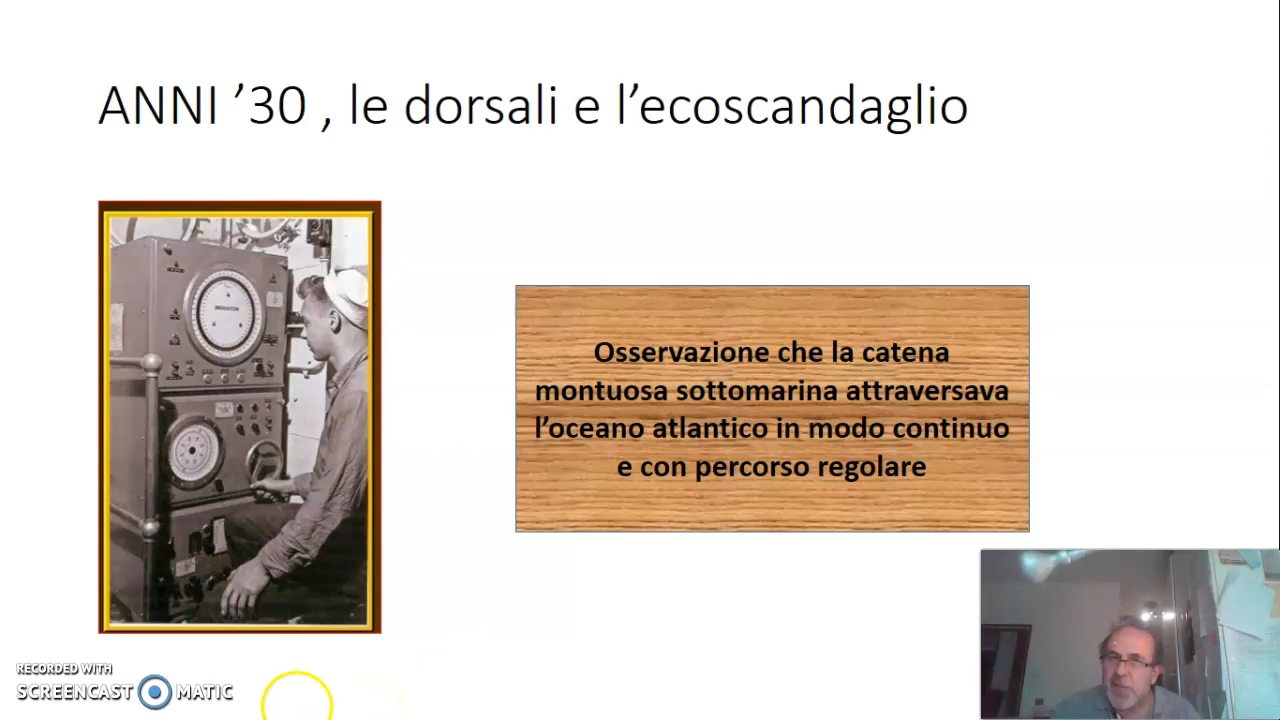 ANNI ’30 , le dorsali e l’ecoscandaglio
Osservazione che la catena
montuosa sottomarina attraversava
l’oceano atlantico in modo continuo
e con percorso regolare
INDICATOR
RECORDED WITH
SCREENCAST MATIC